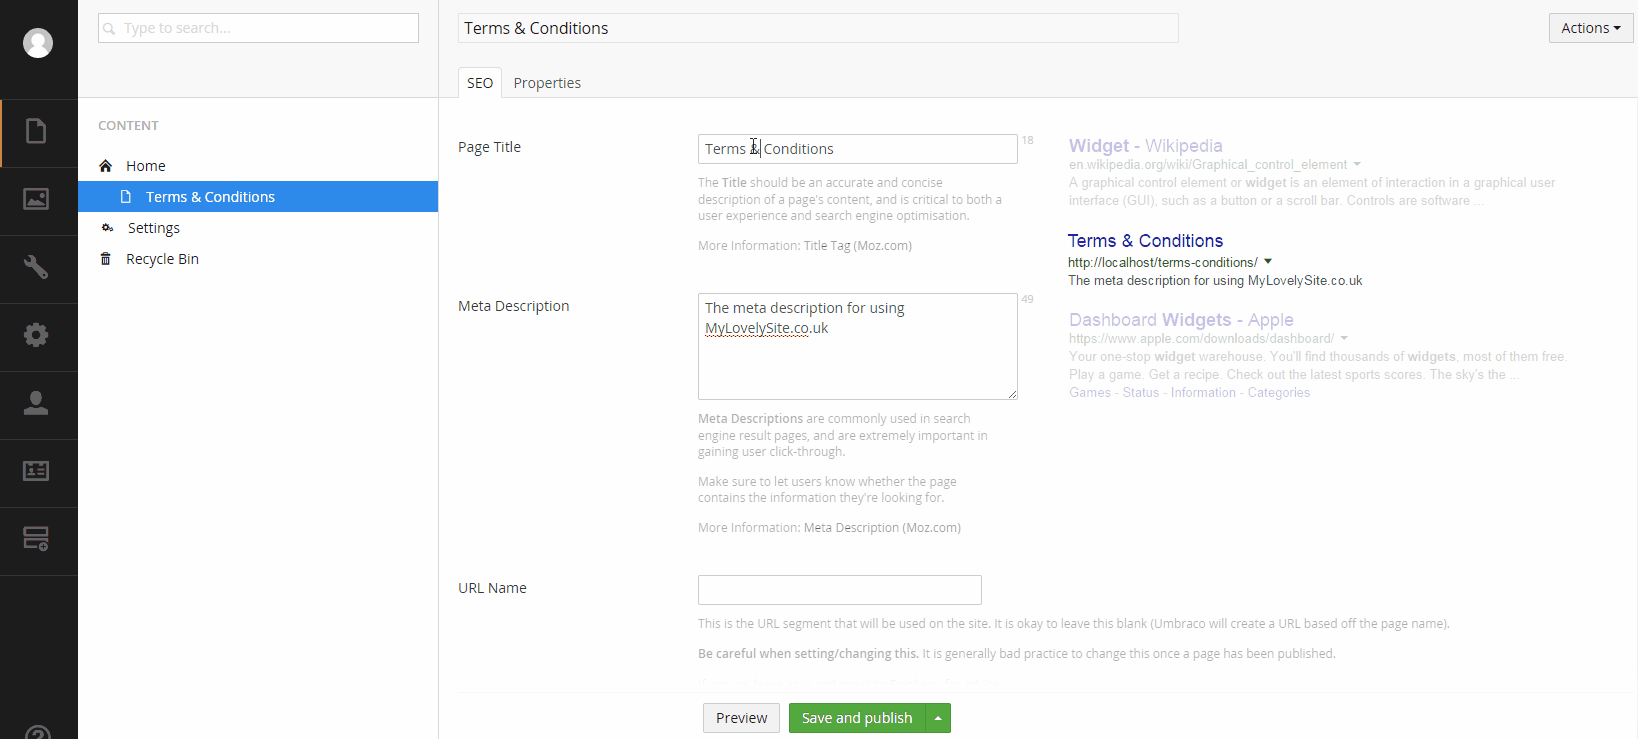 Type to search...
Terms & Conditions
Actions
SEO
Properties
CONTENT
Home
Terms & Conditions
Settings
Recycle Bin
Page Title
Terms & Conditions
18
The Title should be an accurate and concise
description of a page's content, and is critical to both a
user experience and search engine optimisation.
More Information: Title Tag (Moz.com)
Meta Description
The meta description for using
MyLovelySite.co.uk
49
Meta Descriptions are commonly used in search
engine result pages, and are extremely important in
gaining user click-through.
Make sure to let users know whether the page
contains the information they're looking for.
More Information: Meta Description (Moz.com)
Widget - Wikipedia
en.wikipedia.org/wiki/Graphical_control_element
A graphical control element or widget is an element of interaction in a graphical user
interface (GUI), such as a button or a scroll bar. Controls are software ...
Terms & Conditions
http://localhost/terms-conditions/
The meta description for using MyLovelySite.co.uk
Dashboard Widgets - Apple
https://www.apple.com/downloads/dashboard/
Your one-stop widget warehouse. You'll find thousands of widgets, most of them free.
Play a game. Get a recipe. Check out the latest sports scores. The sky's the ...
Games - Status - Information - Categories
URL Name
This is the URL segment that will be used on the site. It is okay to leave this blank (Umbraco will create a URL based off the page name).
Be careful when setting/changing this. It is generally bad practice to change this once a page has been published.
Preview
Save and publish